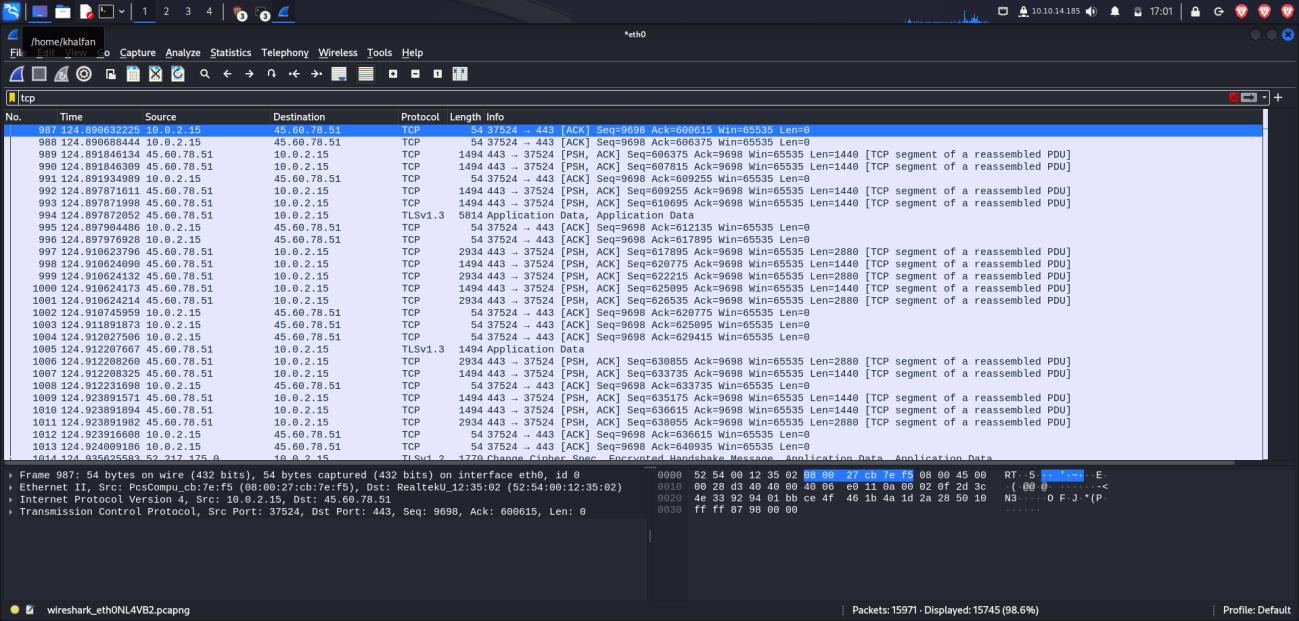 1 2 3 4 3 3 10.10.14.185 17:01
/home/khalfan
*eth0
File Edit View Go Capture Analyze Statistics Telephony Wireless Tools Help
tcp
No. Time Source Destination Protocol Length Info
987 124.890632225 10.0.2.15 45.60.78.51 TCP 54 37524 → 443 [ACK] Seq=9698 Ack=600615 Win=65535 Len=0
988 124.890688444 10.0.2.15 45.60.78.51 TCP 54 37524 → 443 [ACK] Seq=9698 Ack=606375 Win=65535 Len=0
989 124.891846134 45.60.78.51 10.0.2.15 TCP 1494 443 → 37524 [PSH, ACK] Seq=606375 Ack=9698 Win=65535 Len=1440 [TCP segment of a reassembled PDU]
990 124.891846309 45.60.78.51 10.0.2.15 TCP 1494 443 → 37524 [PSH, ACK] Seq=607815 Ack=9698 Win=65535 Len=1440 [TCP segment of a reassembled PDU]
991 124.891934989 10.0.2.15 45.60.78.51 TCP 54 37524 → 443 [ACK] Seq=9698 Ack=609255 Win=65535 Len=0
992 124.897871611 45.60.78.51 10.0.2.15 TCP 1494 443 → 37524 [PSH, ACK] Seq=609255 Ack=9698 Win=65535 Len=1440 [TCP segment of a reassembled PDU]
993 124.897871998 45.60.78.51 10.0.2.15 TCP 1494 443 → 37524 [PSH, ACK] Seq=610695 Ack=9698 Win=65535 Len=1440 [TCP segment of a reassembled PDU]
994 124.897872052 45.60.78.51 10.0.2.15 TLSv1.3 5814 Application Data, Application Data
995 124.897904486 10.0.2.15 45.60.78.51 TCP 54 37524 → 443 [ACK] Seq=9698 Ack=612135 Win=65535 Len=0
996 124.897976928 10.0.2.15 45.60.78.51 TCP 54 37524 → 443 [ACK] Seq=9698 Ack=617895 Win=65535 Len=0
997 124.910623796 45.60.78.51 10.0.2.15 TCP 2934 443 → 37524 [PSH, ACK] Seq=617895 Ack=9698 Win=65535 Len=2880 [TCP segment of a reassembled PDU]
998 124.910624090 45.60.78.51 10.0.2.15 TCP 1494 443 → 37524 [PSH, ACK] Seq=620775 Ack=9698 Win=65535 Len=1440 [TCP segment of a reassembled PDU]
999 124.910624132 45.60.78.51 10.0.2.15 TCP 2934 443 → 37524 [PSH, ACK] Seq=622215 Ack=9698 Win=65535 Len=2880 [TCP segment of a reassembled PDU]
1000 124.910624173 45.60.78.51 10.0.2.15 TCP 1494 443 → 37524 [PSH, ACK] Seq=625095 Ack=9698 Win=65535 Len=1440 [TCP segment of a reassembled PDU]
1001 124.910624214 45.60.78.51 10.0.2.15 TCP 2934 443 → 37524 [PSH, ACK] Seq=626535 Ack=9698 Win=65535 Len=2880 [TCP segment of a reassembled PDU]
1002 124.910745959 10.0.2.15 45.60.78.51 TCP 54 37524 → 443 [ACK] Seq=9698 Ack=620775 Win=65535 Len=0
1003 124.911891873 10.0.2.15 45.60.78.51 TCP 54 37524 → 443 [ACK] Seq=9698 Ack=625095 Win=65535 Len=0
1004 124.912027506 10.0.2.15 45.60.78.51 TCP 54 37524 → 443 [ACK] Seq=9698 Ack=629415 Win=65535 Len=0
1005 124.912207667 45.60.78.51 10.0.2.15 TLSv1.3 1494 Application Data
1006 124.912208260 45.60.78.51 10.0.2.15 TCP 2934 443 → 37524 [PSH, ACK] Seq=630855 Ack=9698 Win=65535 Len=2880 [TCP segment of a reassembled PDU]
1007 124.912208325 45.60.78.51 10.0.2.15 TCP 1494 443 → 37524 [PSH, ACK] Seq=633735 Ack=9698 Win=65535 Len=1440 [TCP segment of a reassembled PDU]
1008 124.912231698 10.0.2.15 45.60.78.51 TCP 54 37524 → 443 [ACK] Seq=9698 Ack=633735 Win=65535 Len=0
1009 124.923891571 45.60.78.51 10.0.2.15 TCP 1494 443 → 37524 [PSH, ACK] Seq=635175 Ack=9698 Win=65535 Len=1440 [TCP segment of a reassembled PDU]
1010 124.923891894 45.60.78.51 10.0.2.15 TCP 1494 443 → 37524 [PSH, ACK] Seq=636615 Ack=9698 Win=65535 Len=1440 [TCP segment of a reassembled PDU]
1011 124.923891982 45.60.78.51 10.0.2.15 TCP 2934 443 → 37524 [PSH, ACK] Seq=638055 Ack=9698 Win=65535 Len=2880 [TCP segment of a reassembled PDU]
1012 124.923916608 10.0.2.15 45.60.78.51 TCP 54 37524 → 443 [ACK] Seq=9698 Ack=636615 Win=65535 Len=0
1013 124.924009186 10.0.2.15 45.60.78.51 TCP 54 37524 → 443 [ACK] Seq=9698 Ack=640935 Win=65535 Len=0
1014 124.935625583 52.217.175.0 10.0.2.15 TLSv1.2 1770 Change Cipher Spec, Encrypted Handshake Message, Application Data, Application Data
Frame 987: 54 bytes on wire (432 bits), 54 bytes captured (432 bits) on interface eth0, id 0
Ethernet II, Src: PcsCompu_cb:7e:f5 (08:00:27:cb:7e:f5), Dst: RealtekU_12:35:02 (52:54:00:12:35:02)
Internet Protocol Version 4, Src: 10.0.2.15, Dst: 45.60.78.51
Transmission Control Protocol, Src Port: 37524, Dst Port: 443, Seq: 9698, Ack: 600615, Len: 0
0000 52 54 00 12 35 02 08 00 27 cb 7e f5 08 00 45 00 RT··5···'·~···E·
0010 00 28 d3 40 40 00 40 06 e0 11 0a 00 02 0f 2d 3c ·(·@@·@·······-<
0020 4e 33 92 94 01 bb ce 4f 46 1b 4a 1d 2a 28 50 10 N3·····O F·J·*(P·
0030 ff ff 87 98 00 00 ······
wireshark_eth0NL4VB2.pcapng Packets: 15971 · Displayed: 15745 (98.6%) Profile: Default